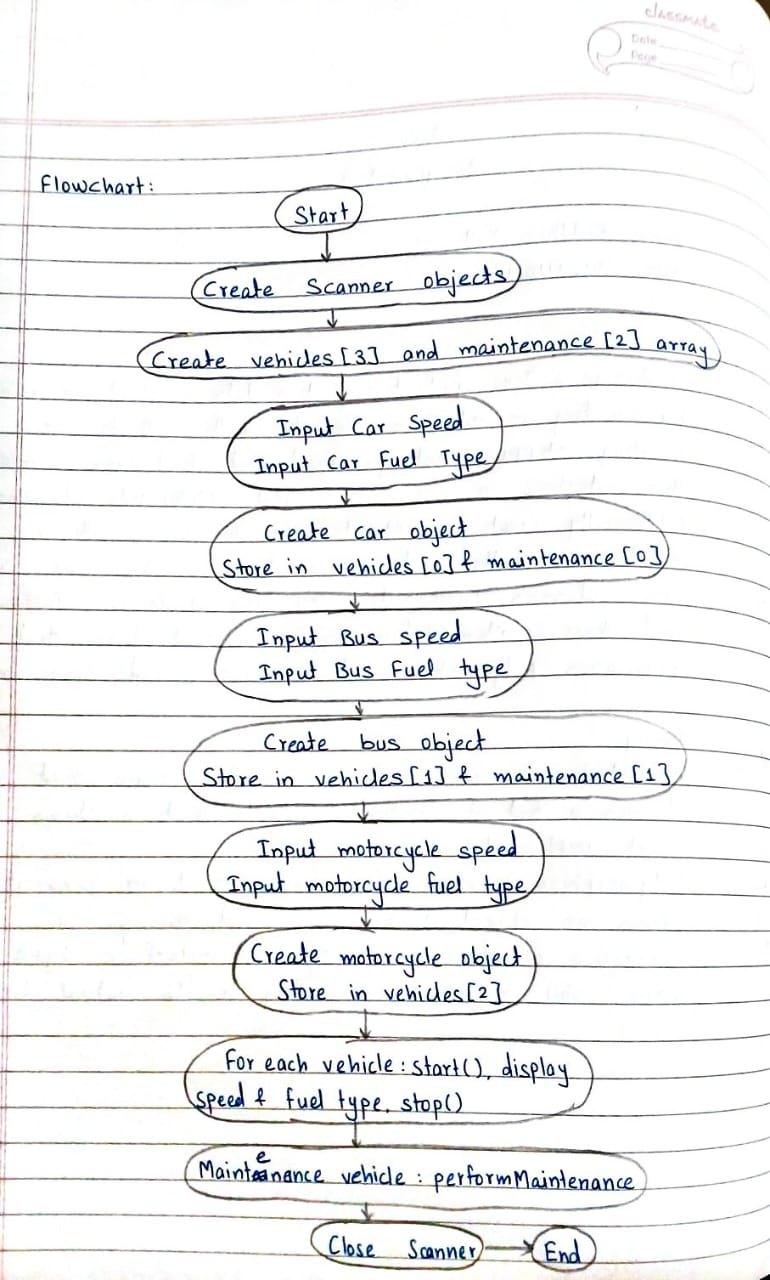 classmate
Date
Page
Flowchart:
Start
Create Scanner objects
Create vehicles [3] and maintenance [2] array
Input Car Speed
Input Car Fuel Type
Create car object
Store in vehicles [0] & maintenance [0]
Input Bus speed
Input Bus Fuel type
Create bus object
Store in vehicles [1] & maintenance [1]
Input motorcycle speed
Input motorcycle fuel type
Create motorcycle object
Store in vehicles [2]
For each vehicle : start(), display
speed & fuel type, stop()
Maintenance vehicle : performMaintenance
Close Scanner
End